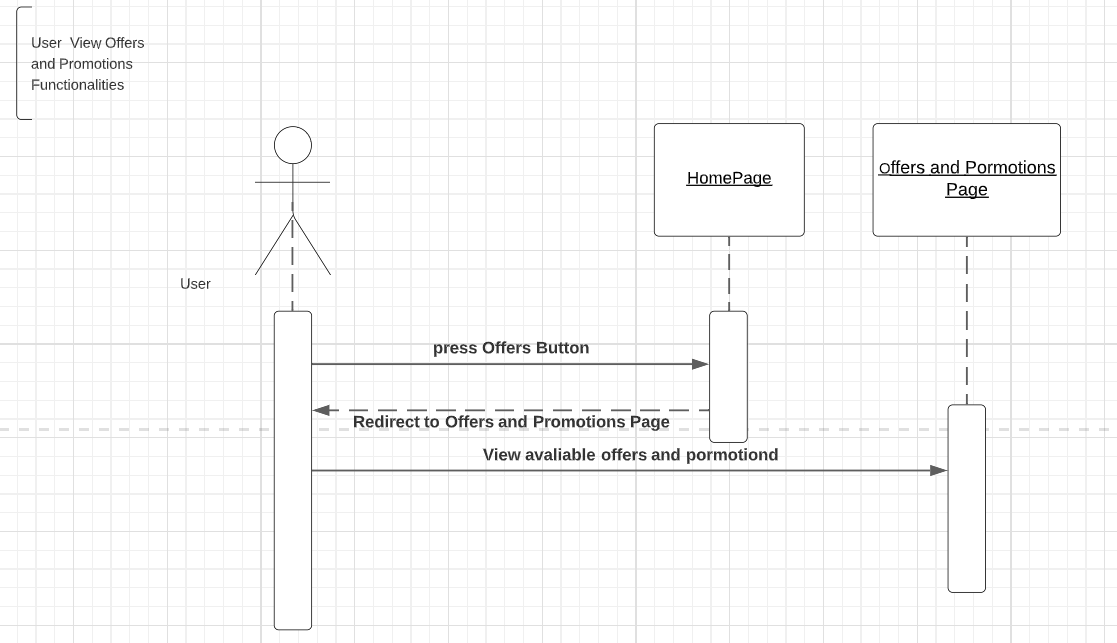 User View Offers
and Promotions
Functionalities
HomePage
Offers and Pormotions
Page
User
press Offers Button
Redirect to Offers and Promotions Page
View avaliable offers and pormotiond